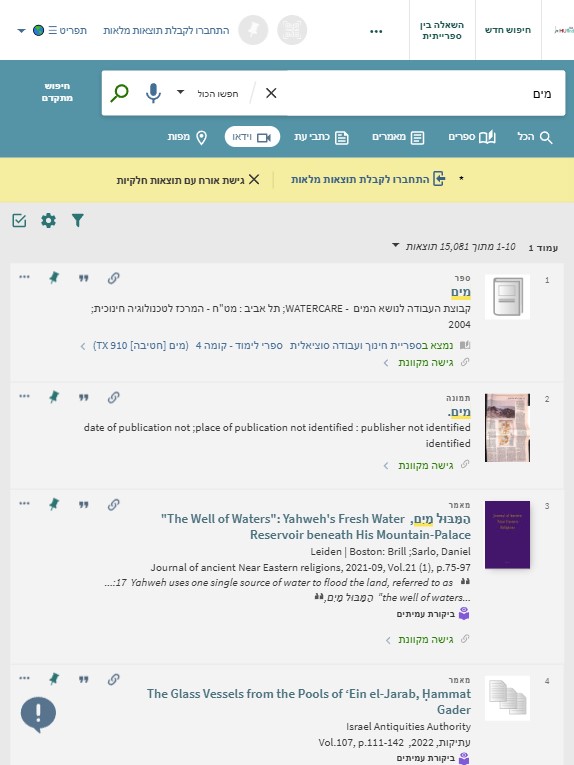 חיפוש חדש
השאלה בין
ספרייתית
•••
התחברו לקבלת תוצאות מלאות
תפריט
מים
חפשו הכול
חיפוש
מתקדם
הכל
ספרים
מאמרים
כתבי עת
וידאו
מפות
* התחברו לקבלת תוצאות מלאות
גישת אורח עם תוצאות חלקיות
עמוד 1
1-10 מתוך 15,081 תוצאות
1
ספר
מים
קבוצת העבודה לנושא המים - WATERCARE; תל אביב : מט"ח - המרכז לטכנולוגיה חינוכית;
2004
נמצא בספריית חינוך ועבודה סוציאלית ספרי לימוד - קומה 4 (מים [חטיבה] TX 910)
גישה מקוונת
2
תמונה
מים.
date of publication not ;place of publication not identified : publisher not identified
identified
גישה מקוונת
3
מאמר
הַמַּבּוּל מַיִם, "The Well of Waters": Yahweh's Fresh Water
Reservoir beneath His Mountain-Palace
Leiden | Boston: Brill ;Sarlo, Daniel
Journal of ancient Near Eastern religions, 2021-09, Vol.21 (1), p.75-97
...:17 Yahweh uses one single source of water to flood the land, referred to as
הַמַּבּוּל מַיִם, "the well of waters...
ביקורת עמיתים
גישה מקוונת
4
מאמר
The Glass Vessels from the Pools of ‘Ein el-Jarab, Ḥammat
Gader
Israel Antiquities Authority
עתיקות, 2022, Vol.107, p.111-142
ביקורת עמיתים